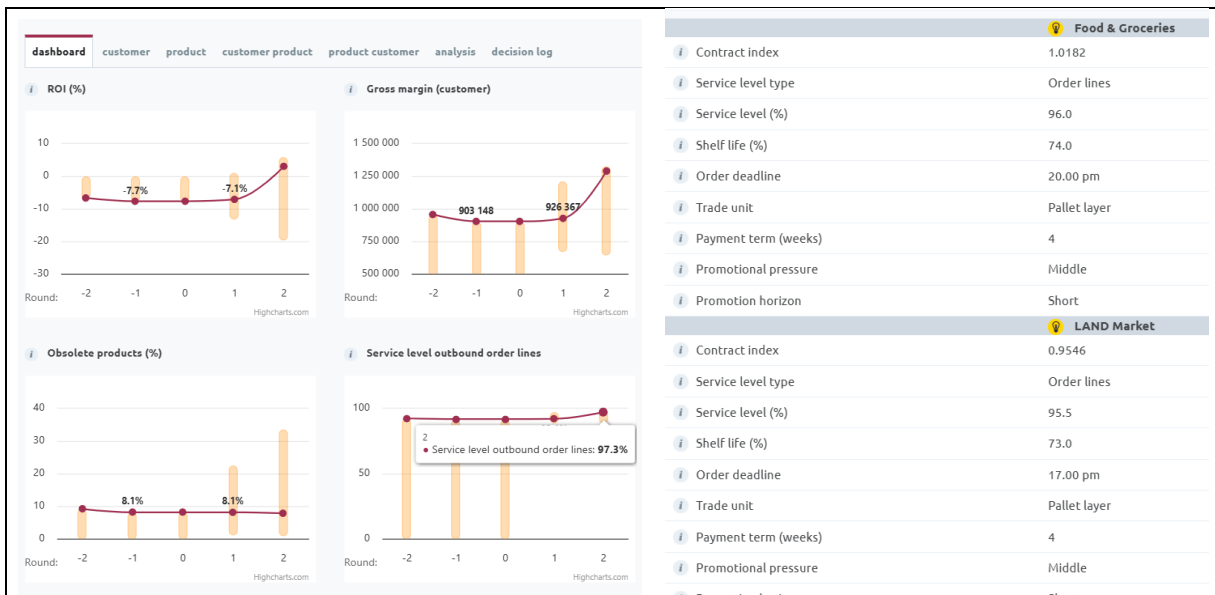 dashboard customer product customer product product customer analysis decision log
i ROI (%)
10
0
-10
-20
-30
-7.7%
-7.1%
Round: -2 -1 0 1 2
Highcharts.com
i Gross margin (customer)
1 500 000
1 250 000
1 000 000
750 000
500 000
903 148
926 367
Round: -2 -1 0 1 2
Highcharts.com
i Obsolete products (%)
40
30
20
10
0
8.1%
8.1%
Round: -2 -1 0 1 2
Highcharts.com
i Service level outbound order lines
100
50
0
2
Service level outbound order lines: 97.3%
Round: -2 -1 0 1 2
Highcharts.com
Food & Groceries
i Contract index 1.0182
i Service level type Order lines
i Service level (%) 96.0
i Shelf life (%) 74.0
i Order deadline 20.00 pm
i Trade unit Pallet layer
i Payment term (weeks) 4
i Promotional pressure Middle
i Promotion horizon Short
LAND Market
i Contract index 0.9546
i Service level type Order lines
i Service level (%) 95.5
i Shelf life (%) 73.0
i Order deadline 17.00 pm
i Trade unit Pallet layer
i Payment term (weeks) 4
i Promotional pressure Middle